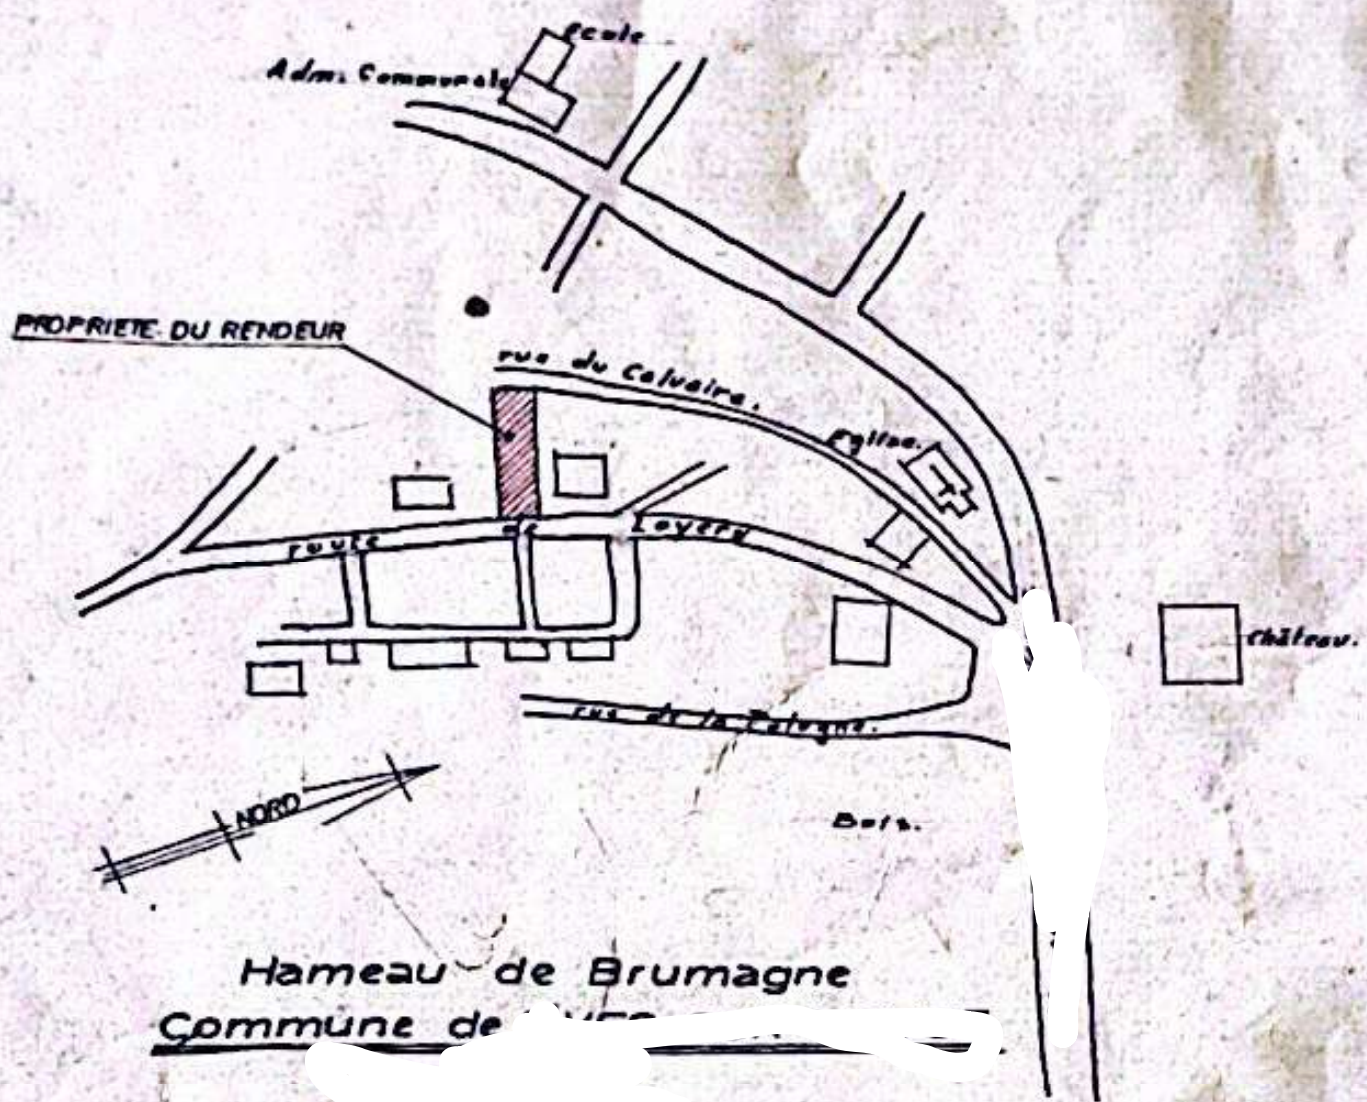 école
Adm. Communale
PROPRIETE DU RENDEUR
rue du Calvaire.
Eglise.
route de Loyers
Château.
rue de la Pologne.
Bois.
NORD
Hameau de Brumagne
Commune de